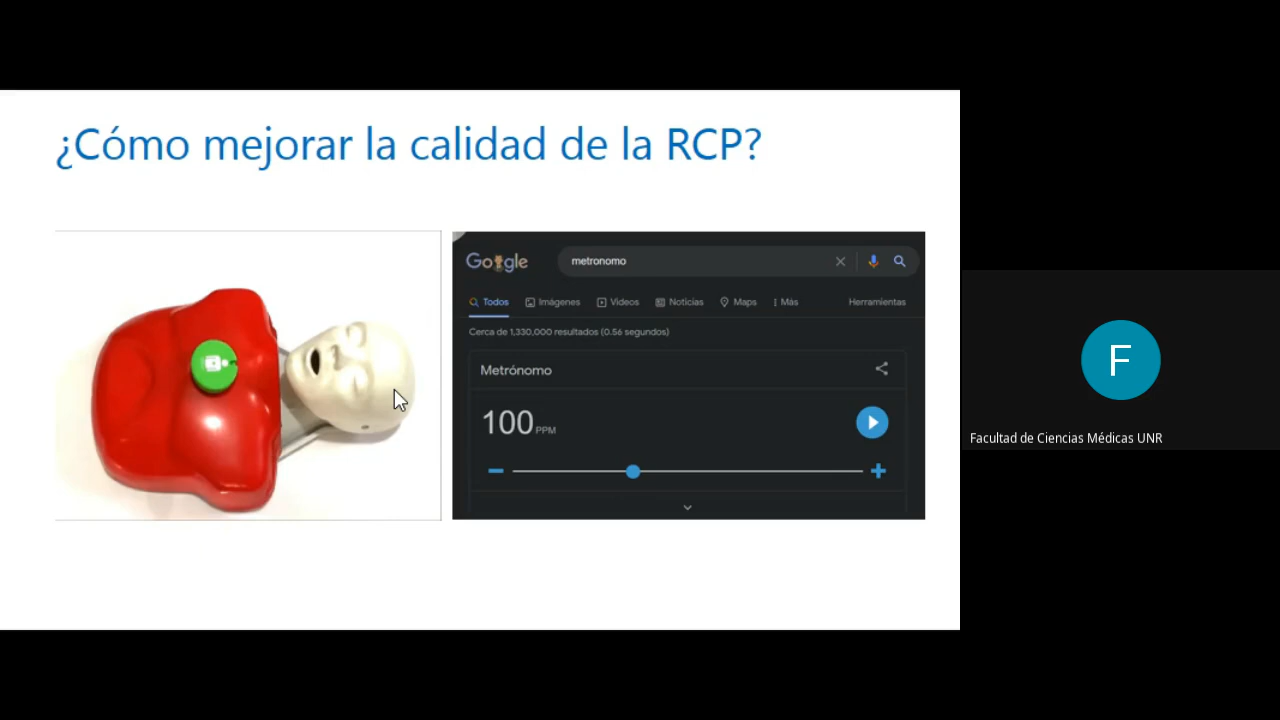 ¿Cómo mejorar la calidad de la RCP?
Google
metronomo
Todos Imágenes Videos Noticias Maps Más Herramientas
Cerca de 1,330,000 resultados (0.56 segundos)
Metrónomo
100 PPM
F
Facultad de Ciencias Médicas UNR